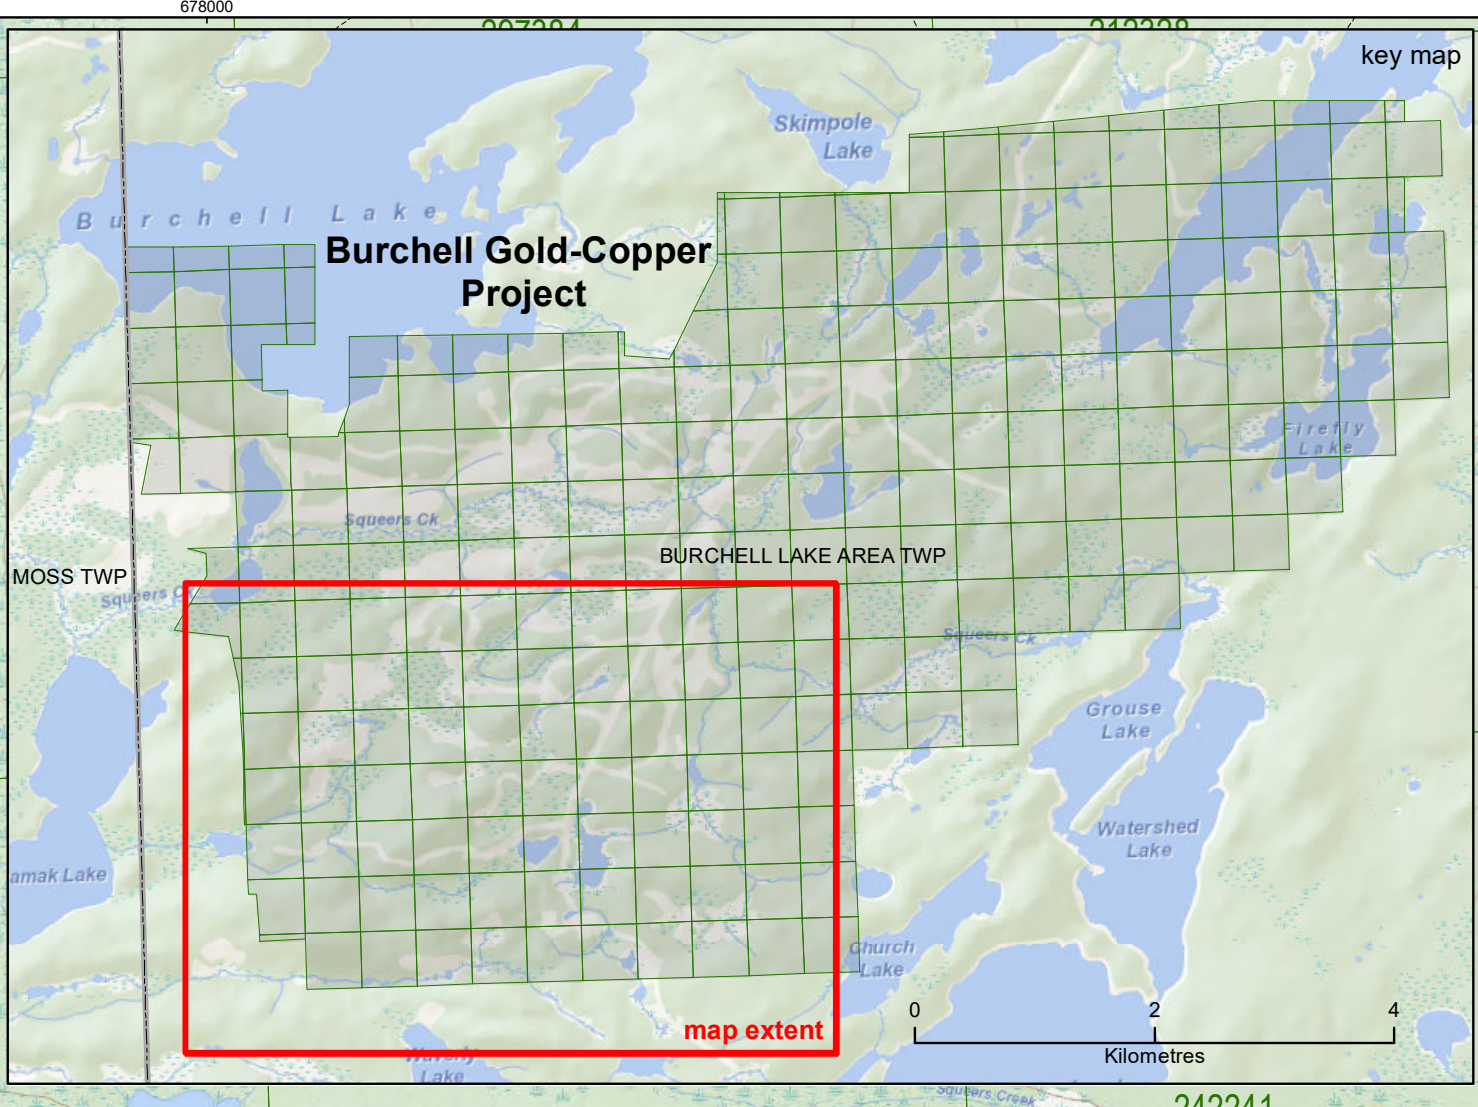 678000
key map
Skimpole
Lake
Burchell Lake
Burchell Gold-Copper
Project
Firefly
Lake
Squeers Ck
BURCHELL LAKE AREA TWP
MOSS TWP
Squeers Ck
Squeers Ck
Grouse
Lake
Watershed
Lake
amak Lake
Church
Lake
0 2 4
Kilometres
map extent
Waverly
Lake
Squeers Creek